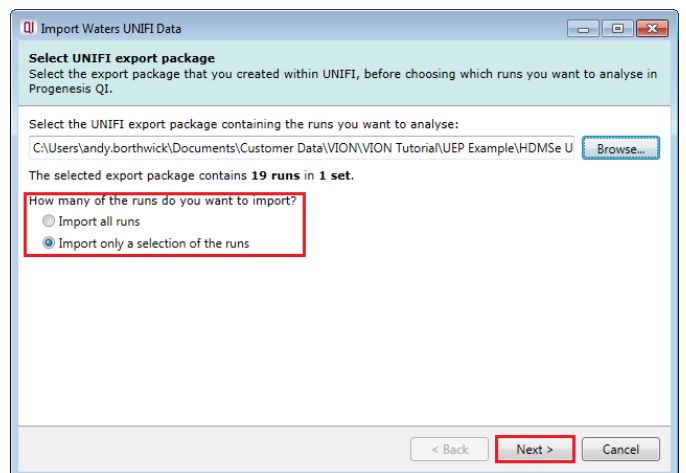 QI Import Waters UNIFI Data
Select UNIFI export package
Select the export package that you created within UNIFI, before choosing which runs you want to analyse in
Progenesis QI.
Select the UNIFI export package containing the runs you want to analyse:
C:\Users\andy.borthwick\Documents\Customer Data\VION\VION Tutorial\UEP Example\HDMSe U
Browse...
The selected export package contains 19 runs in 1 set.
How many of the runs do you want to import?
Import all runs
Import only a selection of the runs
< Back
Next >
Cancel